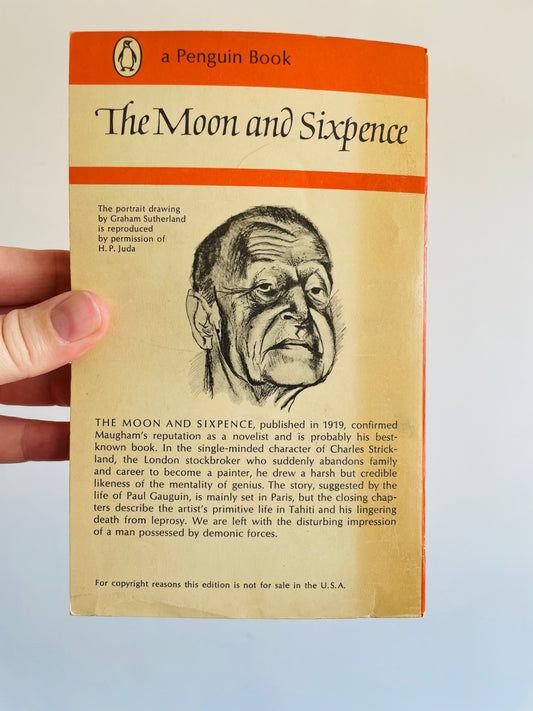 a Penguin Book
The Moon and Sixpence
The portrait drawing
by Graham Sutherland
is reproduced
by permission of
H. P. Juda
THE MOON AND SIXPENCE, published in 1919, confirmed
Maugham's reputation as a novelist and is probably his best-
known book. In the single-minded character of Charles Strick-
land, the London stockbroker who suddenly abandons family
and career to become a painter, he drew a harsh but credible
likeness of the mentality of genius. The story, suggested by the
life of Paul Gauguin, is mainly set in Paris, but the closing chap-
ters describe the artist's primitive life in Tahiti and his lingering
death from leprosy. We are left with the disturbing impression
of a man possessed by demonic forces.
For copyright reasons this edition is not for sale in the U.S.A.